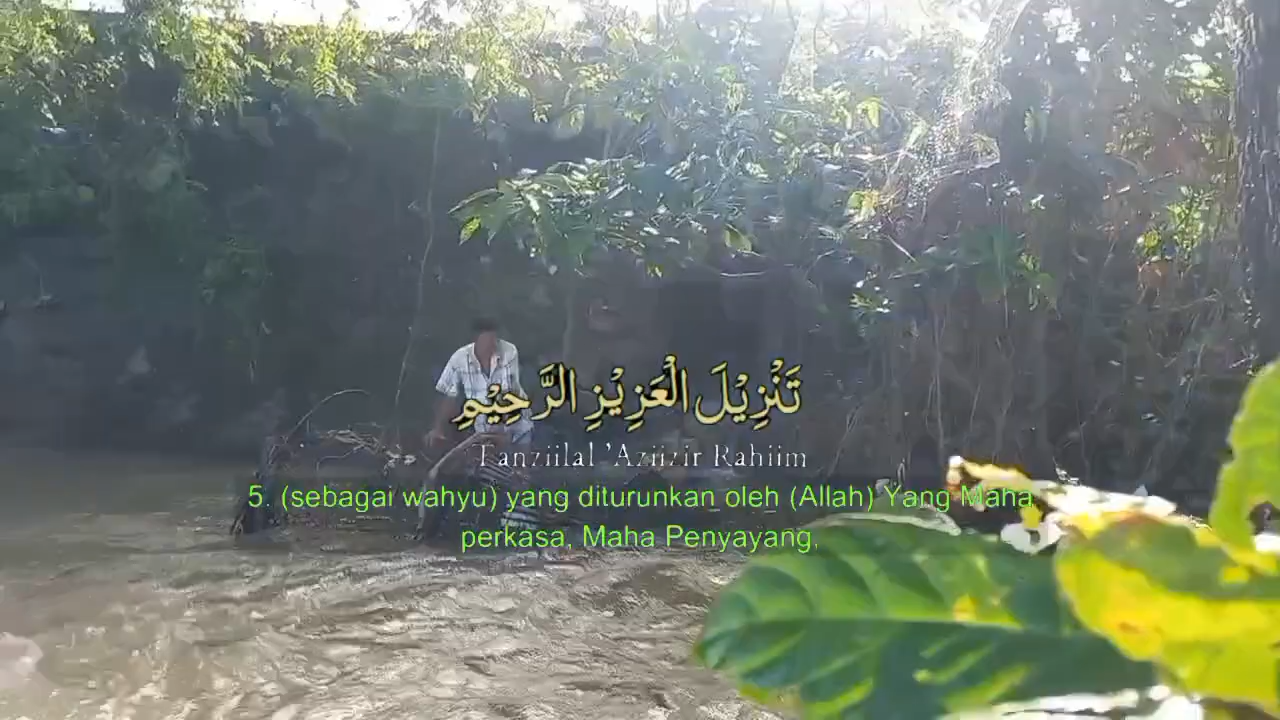 تَنْزِيْلَ الْعَزِيْزِ الرَّحِيْمِ
Tanziilal 'Aziizir Rahiim
5. (sebagai wahyu) yang diturunkan oleh (Allah) Yang Maha
perkasa, Maha Penyayang,